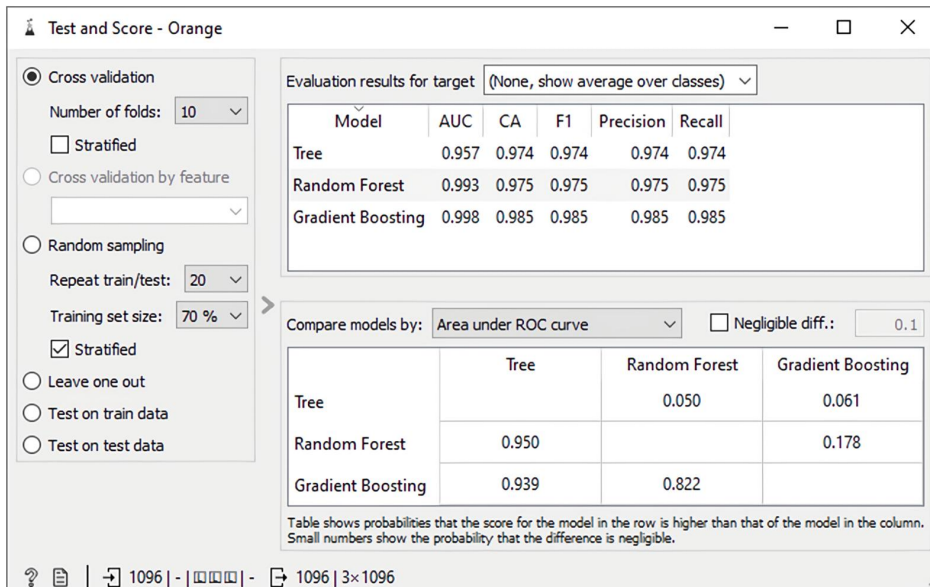 Test and Score - Orange
Cross validation
Number of folds: 10
Stratified
Cross validation by feature
Random sampling
Repeat train/test: 20
Training set size: 70 %
Stratified
Leave one out
Test on train data
Test on test data
Evaluation results for target (None, show average over classes)
Model AUC CA F1 Precision Recall
Tree 0.957 0.974 0.974 0.974 0.974
Random Forest 0.993 0.975 0.975 0.975 0.975
Gradient Boosting 0.998 0.985 0.985 0.985 0.985
Compare models by: Area under ROC curve Negligible diff.: 0.1
Tree Random Forest Gradient Boosting
Tree 0.050 0.061
Random Forest 0.950 0.178
Gradient Boosting 0.939 0.822
Table shows probabilities that the score for the model in the row is higher than that of the model in the column.
Small numbers show the probability that the difference is negligible.
? 1096 | - | | - 1096 | 3×1096